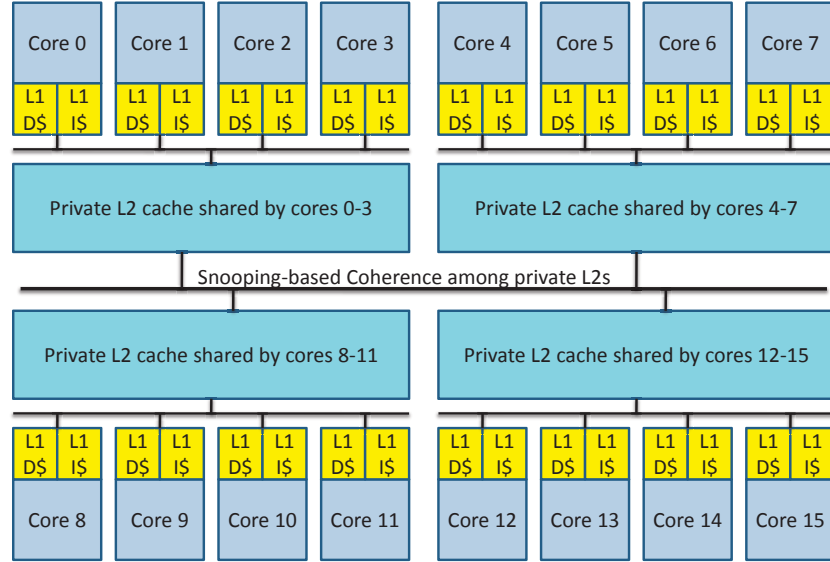 Core 0 Core 1 Core 2 Core 3 Core 4 Core 5 Core 6 Core 7
L1 L1 L1 L1 L1 L1 L1 L1 L1 L1 L1 L1 L1 L1 L1 L1
D$ I$ D$ I$ D$ I$ D$ I$ D$ I$ D$ I$ D$ I$ D$ I$
Private L2 cache shared by cores 0-3 Private L2 cache shared by cores 4-7
Snooping-based Coherence among private L2s
Private L2 cache shared by cores 8-11 Private L2 cache shared by cores 12-15
L1 L1 L1 L1 L1 L1 L1 L1 L1 L1 L1 L1 L1 L1 L1 L1
D$ I$ D$ I$ D$ I$ D$ I$ D$ I$ D$ I$ D$ I$ D$ I$
Core 8 Core 9 Core 10 Core 11 Core 12 Core 13 Core 14 Core 15